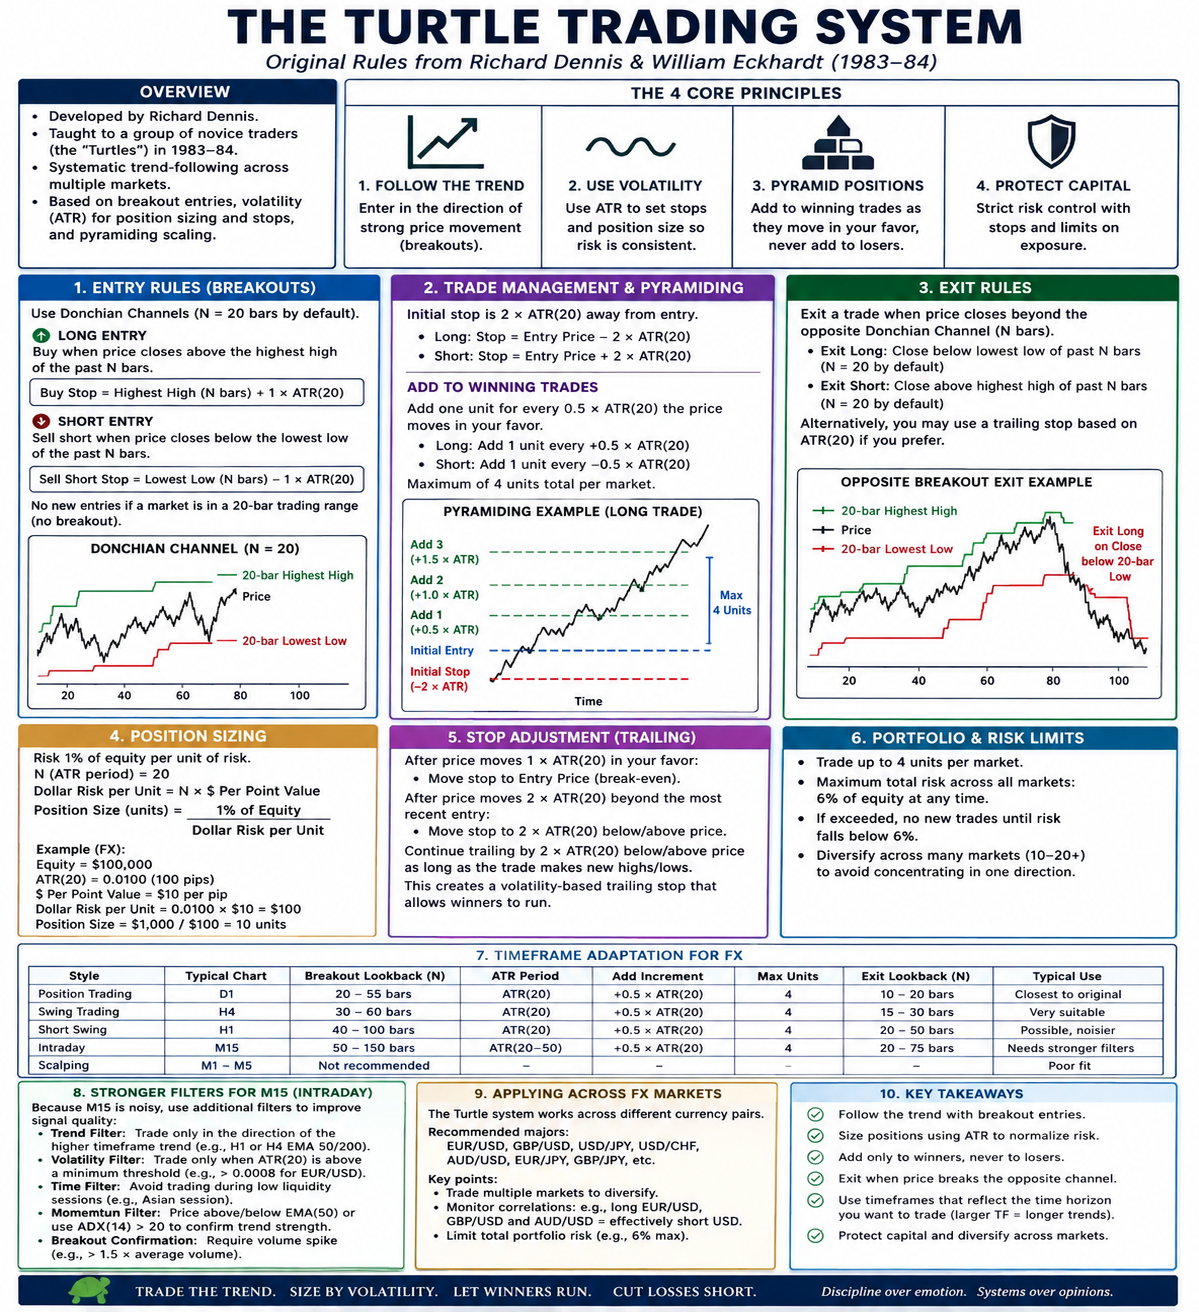 THE TURTLE TRADING SYSTEM
Original Rules from Richard Dennis & William Eckhardt (1983–84)
OVERVIEW
• Developed by Richard Dennis.
• Taught to a group of novice traders
(the “Turtles”) in 1983–84.
• Systematic trend-following across
multiple markets.
• Based on breakout entries, volatility
(ATR) for position sizing and stops,
and pyramiding scaling.
THE 4 CORE PRINCIPLES
1. FOLLOW THE TREND
Enter in the direction of
strong price movement
(breakouts).
2. USE VOLATILITY
Use ATR to set stops
and position size so
risk is consistent.
3. PYRAMID POSITIONS
Add to winning trades as
they move in your favor,
never add to losers.
4. PROTECT CAPITAL
Strict risk control with
stops and limits on
exposure.
1. ENTRY RULES (BREAKOUTS)
Use Donchian Channels (N = 20 bars by default).
LONG ENTRY
Buy when price closes above the highest high
of the past N bars.
Buy Stop = Highest High (N bars) + 1 × ATR(20)
SHORT ENTRY
Sell short when price closes below the lowest low
of the past N bars.
Sell Short Stop = Lowest Low (N bars) − 1 × ATR(20)
No new entries if a market is in a 20-bar trading range
(no breakout).
DONCHIAN CHANNEL (N = 20)
20-bar Highest High
Price
20-bar Lowest Low
20 40 60 80 100
2. TRADE MANAGEMENT & PYRAMIDING
Initial stop is 2 × ATR(20) away from entry.
• Long: Stop = Entry Price − 2 × ATR(20)
• Short: Stop = Entry Price + 2 × ATR(20)
ADD TO WINNING TRADES
Add one unit for every 0.5 × ATR(20) the price
moves in your favor.
• Long: Add 1 unit every +0.5 × ATR(20)
• Short: Add 1 unit every −0.5 × ATR(20)
Maximum of 4 units total per market.
PYRAMIDING EXAMPLE (LONG TRADE)
Add 3
(+1.5 × ATR)
Add 2
(+1.0 × ATR)
Add 1
(+0.5 × ATR)
Initial Entry
Initial Stop
(−2 × ATR)
Max
4 Units
Time
3. EXIT RULES
Exit a trade when price closes beyond the
opposite Donchian Channel (N bars).
• Exit Long: Close below lowest low of past N bars
(N = 20 by default)
• Exit Short: Close above highest high of past N bars
(N = 20 by default)
Alternatively, you may use a trailing stop based on
ATR(20) if you prefer.
OPPOSITE BREAKOUT EXIT EXAMPLE
20-bar Highest High
Price
20-bar Lowest Low
Exit Long
on Close
below 20-bar
Low
20 40 60 80 100
4. POSITION SIZING
Risk 1% of equity per unit of risk.
N (ATR period) = 20
Dollar Risk per Unit = N × $ Per Point Value
Position Size (units) = 1% of Equity
Dollar Risk per Unit
Example (FX):
Equity = $100,000
ATR(20) = 0.0100 (100 pips)
$ Per Point Value = $10 per pip
Dollar Risk per Unit = 0.0100 × $10 = $100
Position Size = $1,000 / $100 = 10 units
5. STOP ADJUSTMENT (TRAILING)
After price moves 1 × ATR(20) in your favor:
• Move stop to Entry Price (break-even).
After price moves 2 × ATR(20) beyond the most
recent entry:
• Move stop to 2 × ATR(20) below/above price.
Continue trailing by 2 × ATR(20) below/above price
as long as the trade makes new highs/lows.
This creates a volatility-based trailing stop that
allows winners to run.
6. PORTFOLIO & RISK LIMITS
• Trade up to 4 units per market.
• Maximum total risk across all markets:
6% of equity at any time.
• If exceeded, no new trades until risk
falls below 6%.
• Diversify across many markets (10–20+)
to avoid concentrating in one direction.
7. TIMEFRAME ADAPTATION FOR FX
Style Typical Chart Breakout Lookback (N) ATR Period Add Increment Max Units Exit Lookback (N) Typical Use
Position Trading D1 20 – 55 bars ATR(20) +0.5 × ATR(20) 4 10 – 20 bars Closest to original
Swing Trading H4 30 – 60 bars ATR(20) +0.5 × ATR(20) 4 15 – 30 bars Very suitable
Short Swing H1 40 – 100 bars ATR(20) +0.5 × ATR(20) 4 20 – 50 bars Possible, noisier
Intraday M15 50 – 150 bars ATR(20–50) +0.5 × ATR(20) 4 20 – 75 bars Needs stronger filters
Scalping M1 – M5 Not recommended – – – – Poor fit
8. STRONGER FILTERS FOR M15 (INTRADAY)
Because M15 is noisy, use additional filters to improve
signal quality:
• Trend Filter: Trade only in the direction of the
higher timeframe trend (e.g., H1 or H4 EMA 50/200).
• Volatility Filter: Trade only when ATR(20) is above
a minimum threshold (e.g., > 0.0008 for EUR/USD).
• Time Filter: Avoid trading during low liquidity
sessions (e.g., Asian session).
• Momemtun Filter: Price above/below EMA(50) or
use ADX(14) > 20 to confirm trend strength.
• Breakout Confirmation: Require volume spike
(e.g., > 1.5 × average volume).
9. APPLYING ACROSS FX MARKETS
The Turtle system works across different currency pairs.
Recommended majors:
EUR/USD, GBP/USD, USD/JPY, USD/CHF,
AUD/USD, EUR/JPY, GBP/JPY, etc.
Key points:
• Trade multiple markets to diversify.
• Monitor correlations: e.g., long EUR/USD,
GBP/USD and AUD/USD = effectively short USD.
• Limit total portfolio risk (e.g., 6% max).
10. KEY TAKEAWAYS
Follow the trend with breakout entries.
Size positions using ATR to normalize risk.
Add only to winners, never to losers.
Exit when price breaks the opposite channel.
Use timeframes that reflect the time horizon
you want to trade (larger TF = longer trends).
Protect capital and diversify across markets.
TRADE THE TREND. SIZE BY VOLATILITY. LET WINNERS RUN. CUT LOSSES SHORT. Discipline over emotion. Systems over opinions.